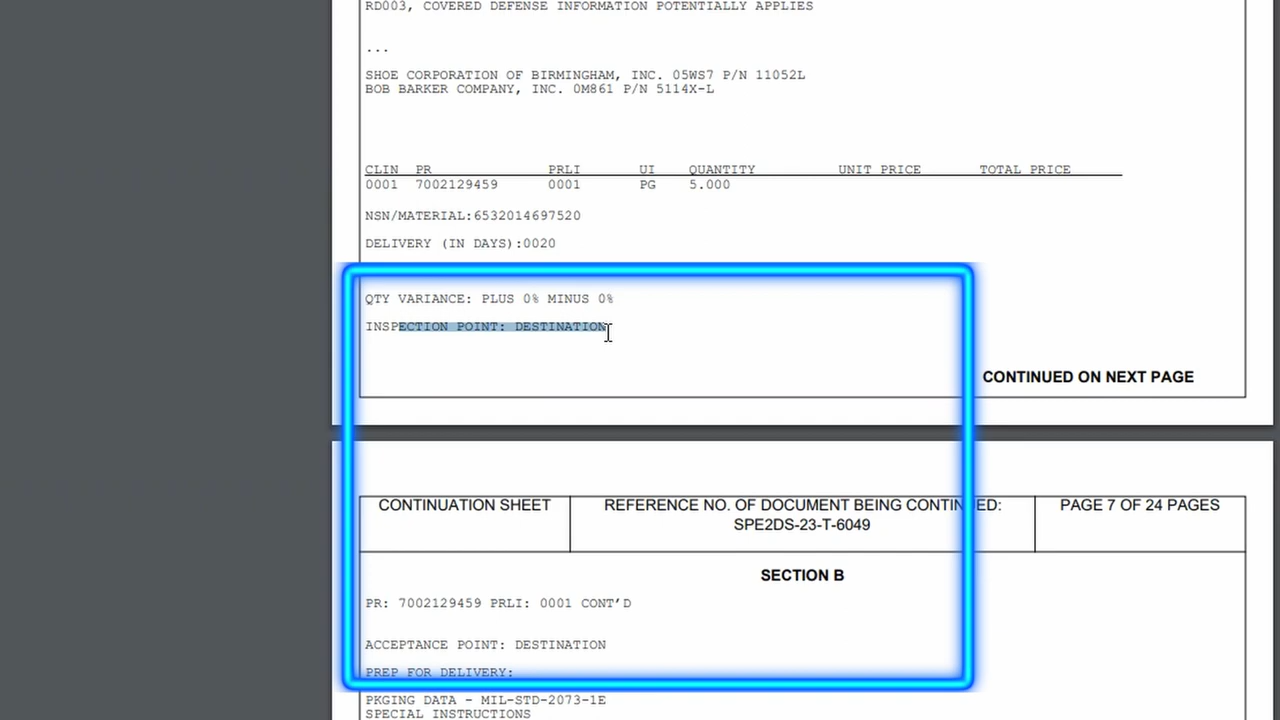 RD003, COVERED DEFENSE INFORMATION POTENTIALLY APPLIES
...
SHOE CORPORATION OF BIRMINGHAM, INC. 05WS7 P/N 11052L
BOB BARKER COMPANY, INC. 0M861 P/N 5114X-L
CLIN PR PRLI UI QUANTITY UNIT PRICE TOTAL PRICE
0001 7002129459 0001 PG 5.000
NSN/MATERIAL:6532014697520
DELIVERY (IN DAYS):0020
QTY VARIANCE: PLUS 0% MINUS 0%
INSPECTION POINT: DESTINATION
CONTINUED ON NEXT PAGE
CONTINUATION SHEET
REFERENCE NO. OF DOCUMENT BEING CONTINUED:
SPE2DS-23-T-6049
PAGE 7 OF 24 PAGES
SECTION B
PR: 7002129459 PRLI: 0001 CONT'D
ACCEPTANCE POINT: DESTINATION
PREP FOR DELIVERY:
PKGING DATA - MIL-STD-2073-1E
SPECIAL INSTRUCTIONS